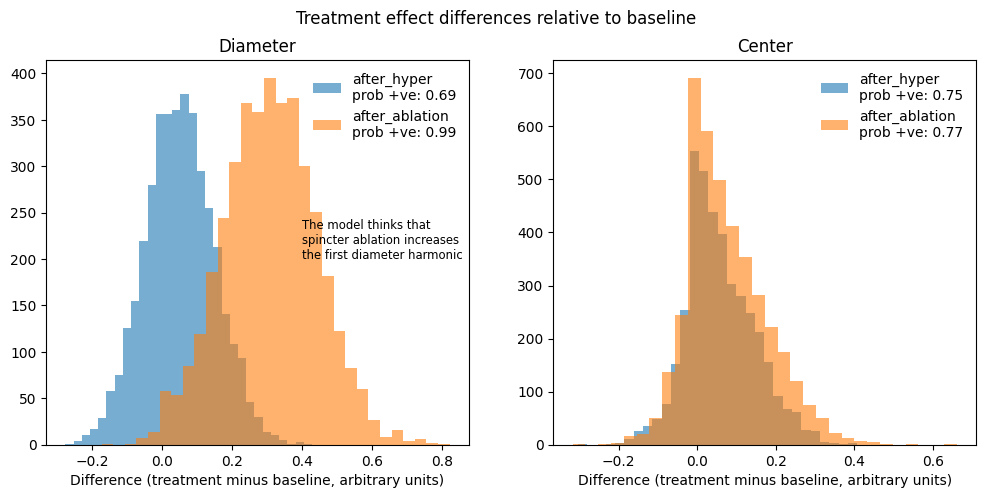 Treatment effect differences relative to baseline
Diameter
400
350
300
250
200
150
100
50
0
−0.2
0.0
0.2
0.4
0.6
0.8
Difference (treatment minus baseline, arbitrary units)
after_hyper
prob +ve: 0.69
after_ablation
prob +ve: 0.99
The model thinks that
spincter ablation increases
the first diameter harmonic
Center
700
600
500
400
300
200
100
0
−0.2
0.0
0.2
0.4
0.6
Difference (treatment minus baseline, arbitrary units)
after_hyper
prob +ve: 0.75
after_ablation
prob +ve: 0.77